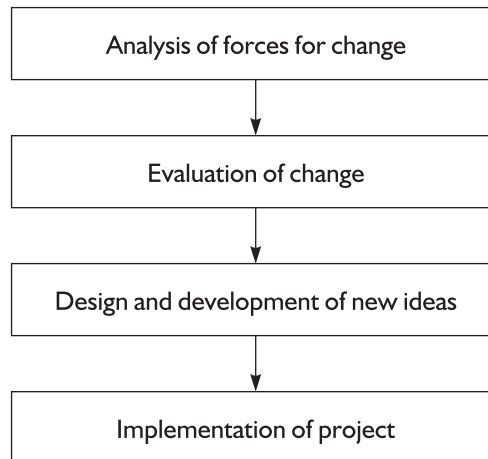 Analysis of forces for change
Evaluation of change
Design and development of new ideas
Implementation of project